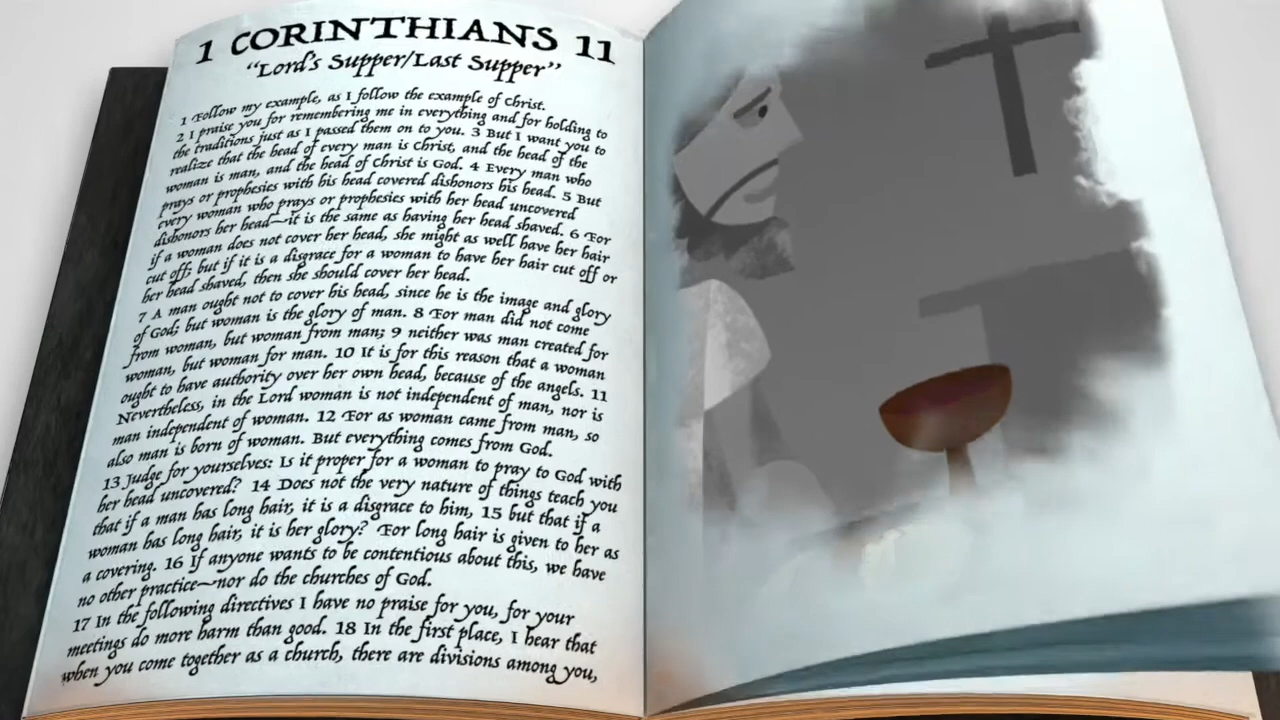 1 CORINTHIANS 11
“Lord's Supper/Last Supper”
1 Follow my example, as I follow the example of Christ.
2 I praise you for remembering me in everything and for holding to
the traditions just as I passed them on to you. 3 But I want you to
realize that the head of every man is Christ, and the head of the
woman is man, and the head of Christ is God. 4 Every man who
prays or prophesies with his head covered dishonors his head. 5 But
every woman who prays or prophesies with her head uncovered
dishonors her head—it is the same as having her head shaved. 6 For
if a woman does not cover her head, she might as well have her hair
cut off; but if it is a disgrace for a woman to have her hair cut off or
her head shaved, then she should cover her head.
7 A man ought not to cover his head, since he is the image and glory
of God; but woman is the glory of man. 8 For man did not come
from woman, but woman from man; 9 neither was man created for
woman, but woman for man. 10 It is for this reason that a woman
ought to have authority over her own head, because of the angels. 11
Nevertheless, in the Lord woman is not independent of man, nor is
man independent of woman. 12 For as woman came from man, so
also man is born of woman. But everything comes from God.
13 Judge for yourselves: Is it proper for a woman to pray to God with
her head uncovered? 14 Does not the very nature of things teach you
that if a man has long hair, it is a disgrace to him, 15 but that if a
woman has long hair, it is her glory? For long hair is given to her as
a covering. 16 If anyone wants to be contentious about this, we have
no other practice—nor do the churches of God.
17 In the following directives I have no praise for you, for your
meetings do more harm than good. 18 In the first place, I hear that
when you come together as a church, there are divisions among you,